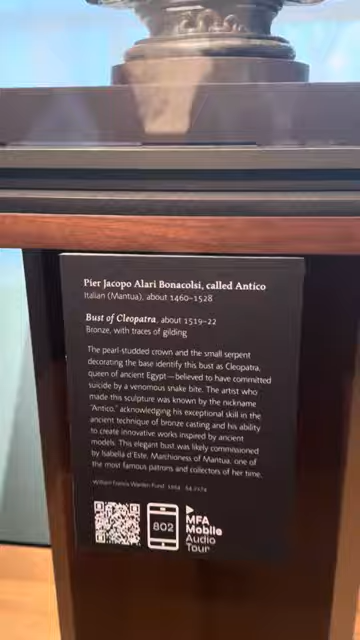 Pier Jacopo Alari Bonacolsi, called Antico
Italian (Mantua), about 1460–1528
Bust of Cleopatra, about 1519–22
Bronze, with traces of gilding
The pearl-studded crown and the small serpent
decorating the base identify this bust as Cleopatra,
queen of ancient Egypt—believed to have committed
suicide by a venomous snake bite. The artist who
made this sculpture was known by the nickname
"Antico," acknowledging his exceptional skill in the
ancient technique of bronze casting and his ability
to create innovative works inspired by ancient
models. This elegant bust was likely commissioned
by Isabella d'Este, Marchioness of Mantua, one of
the most famous patrons and collectors of her time.
William Francis Warden Fund, 1964 64.2174
802
MFA
Mobile
Audio
Tour